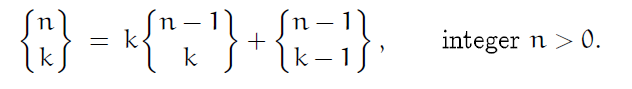 {n k} = k{n − 1 k} + {n − 1 k − 1}, integer n > 0.